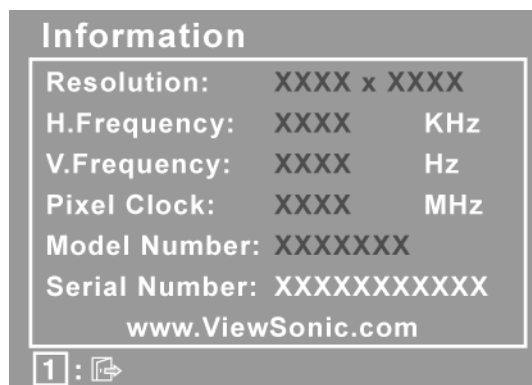 Information
Resolution: XXXX x XXXX
H.Frequency: XXXX KHz
V.Frequency: XXXX Hz
Pixel Clock: XXXX MHz
Model Number: XXXXXXX
Serial Number: XXXXXXXXXXX
www.ViewSonic.com
1 :